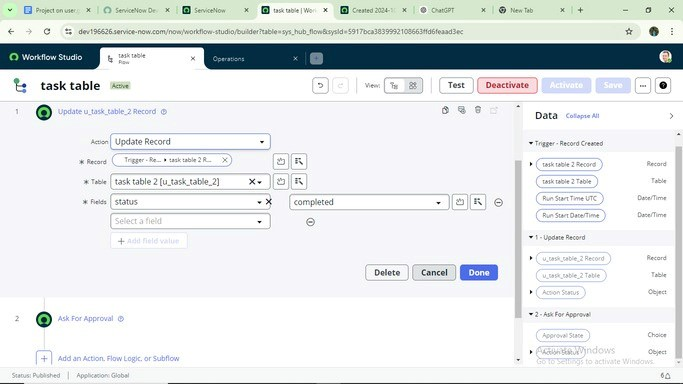 Project on user:
ServiceNow Dev
ServiceNow
task table | Wor
Created 2024-10
ChatGPT
New Tab
dev196626.service-now.com/now/workflow-studio/builder?table=sys_hub_flow&sysId=5917bca3839992108663ffd6feaad3ec
Workflow Studio
task table
Flow
Operations
task table
Active
View:
Test
Deactivate
Activate
Save
1
Update u_task_table_2 Record
Action
Update Record
* Record
Trigger - Re... ▸ task table 2 R...
* Table
task table 2 [u_task_table_2]
* Fields
status
completed
Select a field
+ Add field value
Delete
Cancel
Done
2
Ask For Approval
Add an Action, Flow Logic, or Subflow
Data
Collapse All
Trigger - Record Created
task table 2 Record
Record
task table 2 Table
Table
Run Start Time UTC
Date/Time
Run Start Date/Time
Date/Time
1 - Update Record
u_task_table_2 Record
Record
u_task_table_2 Table
Table
Action Status
Object
2 - Ask For Approval
Approval State
Choice
Action Status
Object
Activate Windows
Go to Settings to activate Windows.
Status: Published
Application: Global
6